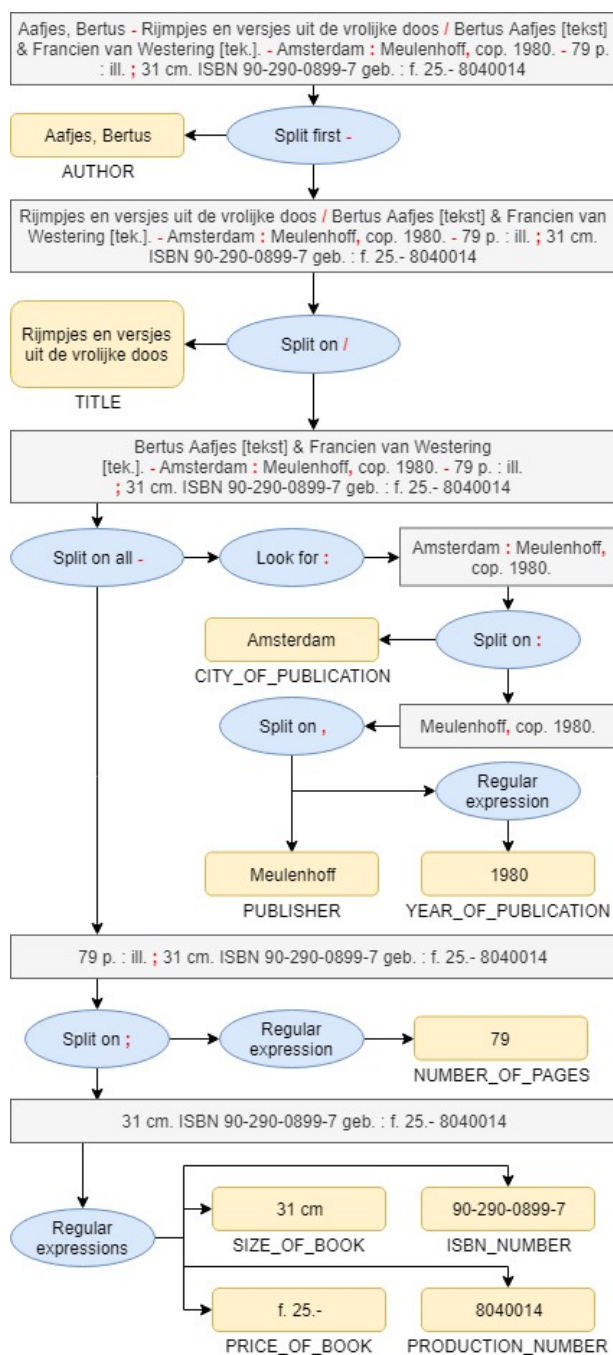 Aafjes, Bertus - Rijmpjes en versjes uit de vrolijke doos / Bertus Aafjes [tekst]
& Francien van Westering [tek.]. - Amsterdam : Meulenhoff, cop. 1980. - 79 p.
: ill. ; 31 cm. ISBN 90-290-0899-7 geb. : f. 25.- 8040014
Aafjes, Bertus
Split first -
AUTHOR
Rijmpjes en versjes uit de vrolijke doos / Bertus Aafjes [tekst] & Francien van
Westering [tek.]. - Amsterdam : Meulenhoff, cop. 1980. - 79 p. : ill. ; 31 cm.
ISBN 90-290-0899-7 geb. : f. 25.- 8040014
Rijmpjes en versjes
uit de vrolijke doos
Split on /
TITLE
Bertus Aafjes [tekst] & Francien van Westering
[tek.]. - Amsterdam : Meulenhoff, cop. 1980. - 79 p. : ill.
; 31 cm. ISBN 90-290-0899-7 geb. : f. 25.- 8040014
Split on all -
Look for :
Amsterdam : Meulenhoff,
cop. 1980.
Amsterdam
Split on :
CITY_OF_PUBLICATION
Split on ,
Meulenhoff, cop. 1980.
Regular
expression
Meulenhoff
1980
PUBLISHER
YEAR_OF_PUBLICATION
79 p. : ill. ; 31 cm. ISBN 90-290-0899-7 geb. : f. 25.- 8040014
Split on ;
Regular
expression
79
NUMBER_OF_PAGES
31 cm. ISBN 90-290-0899-7 geb. : f. 25.- 8040014
Regular
expressions
31 cm
90-290-0899-7
SIZE_OF_BOOK
ISBN_NUMBER
f. 25.-
8040014
PRICE_OF_BOOK
PRODUCTION_NUMBER